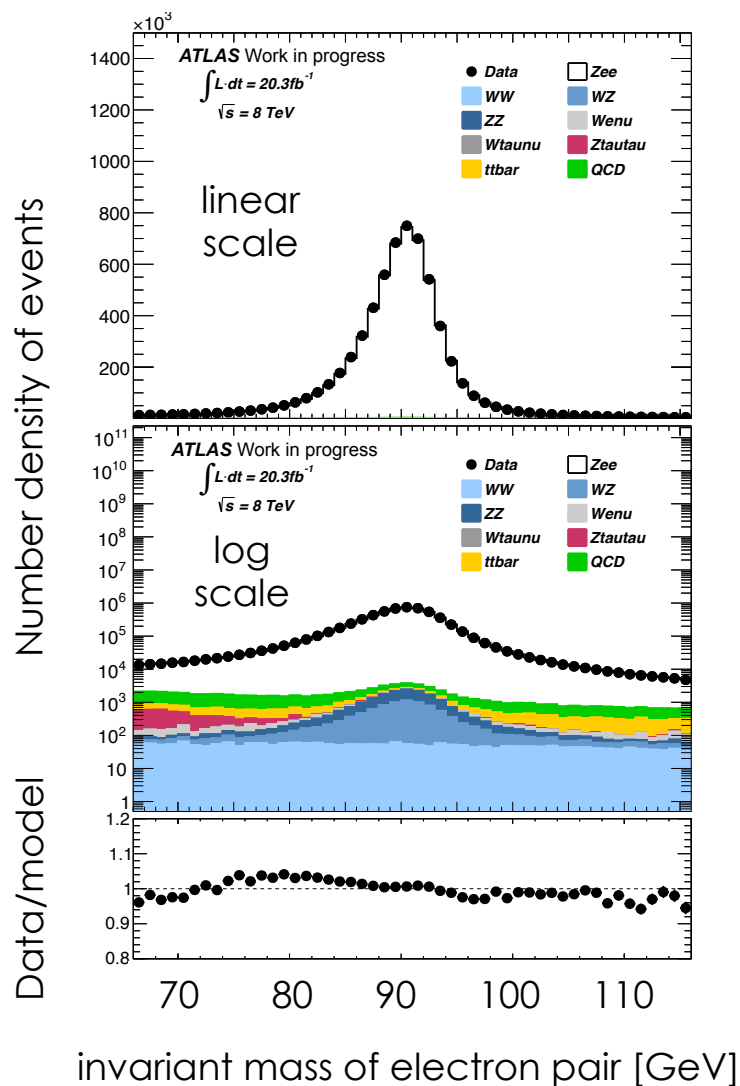 ×10³
ATLAS Work in progress
∫L·dt = 20.3fb⁻¹
√s = 8 TeV
Data
Zee
WW
WZ
ZZ
Wenu
Wtaunu
Ztautau
ttbar
QCD
linear
scale
1400
1200
1000
800
600
400
200
Number density of events
ATLAS Work in progress
∫L·dt = 20.3fb⁻¹
√s = 8 TeV
Data
Zee
WW
WZ
ZZ
Wenu
Wtaunu
Ztautau
ttbar
QCD
log
scale
10¹¹
10¹⁰
10⁹
10⁸
10⁷
10⁶
10⁵
10⁴
10³
10²
10
1
Data/model
1.2
1.1
1
0.9
0.8
70 80 90 100 110
invariant mass of electron pair [GeV]